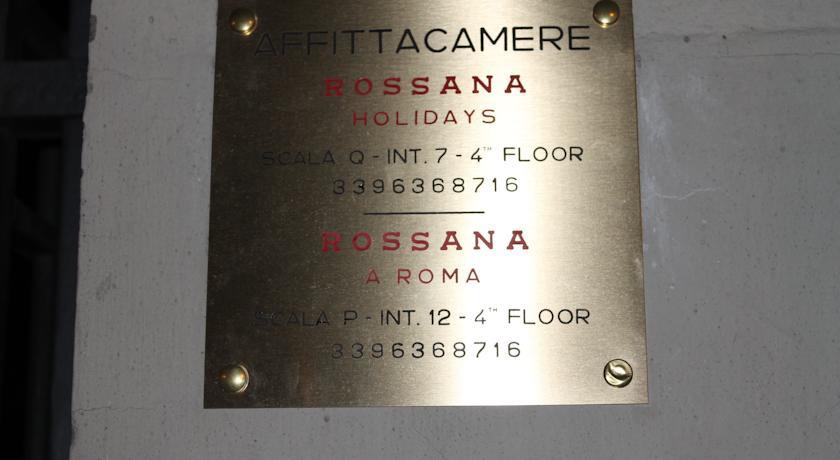 AFFITTACAMERE
ROSSANA
HOLIDAYS
SCALA Q - INT. 7 - 4TH FLOOR
3396368716
ROSSANA
A ROMA
SCALA P - INT. 12 - 4TH FLOOR
3396368716